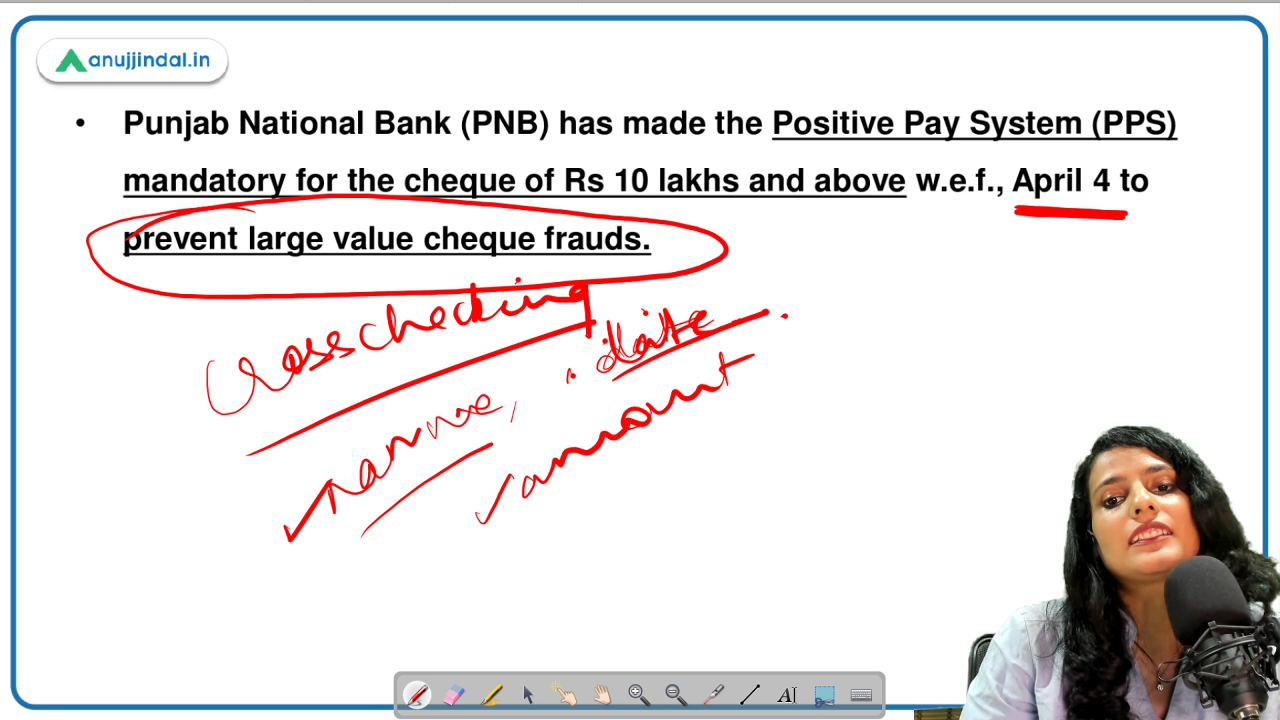 anujjindal.in
• Punjab National Bank (PNB) has made the Positive Pay System (PPS)
mandatory for the cheque of Rs 10 lakhs and above w.e.f., April 4 to
prevent large value cheque frauds.
Crosschecking
name, date
amount
AI